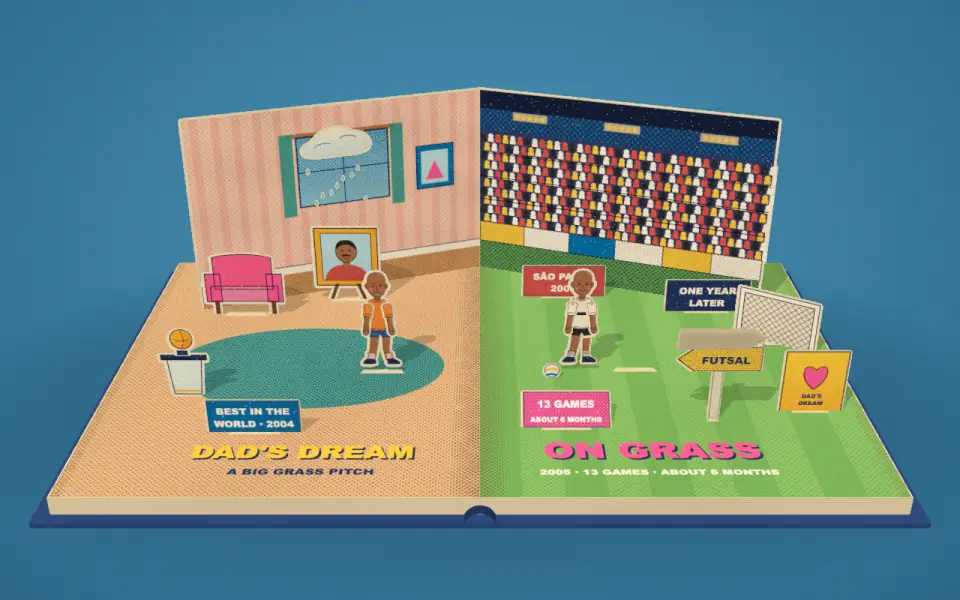 BEST IN THE
WORLD • 2004
DAD'S DREAM
A BIG GRASS PITCH
SÃO
200
ONE YEAR
LATER
FUTSAL
DAD'S
DREAM
13 GAMES
ABOUT 6 MONTHS
ON GRASS
2005 • 13 GAMES • ABOUT 6 MONTHS